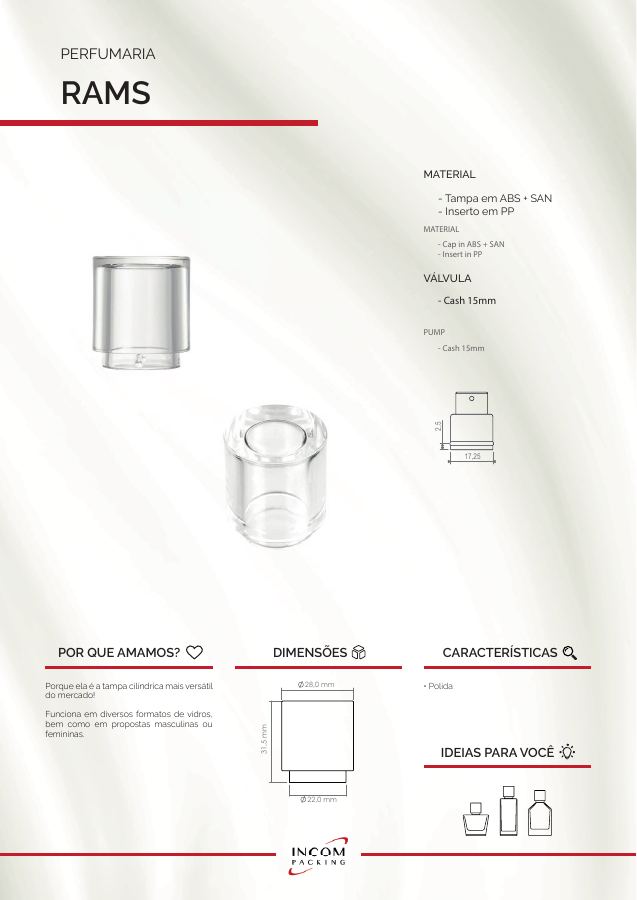 PERFUMARIA
RAMS
MATERIAL
- Tampa em ABS + SAN
- Inserto em PP
MATERIAL
- Cap in ABS + SAN
- Insert in PP
VÁLVULA
- Cash 15mm
PUMP
- Cash 15mm
2,5
17,25
POR QUE AMAMOS?
Porque ela é a tampa cilíndrica mais versátil
do mercado!
Funciona em diversos formatos de vidros,
bem como em propostas masculinas ou
femininas.
DIMENSÕES
Ø28,0 mm
31,5 mm
Ø22,0 mm
CARACTERÍSTICAS
• Polida
IDEIAS PARA VOCÊ
INCOM
PACKING